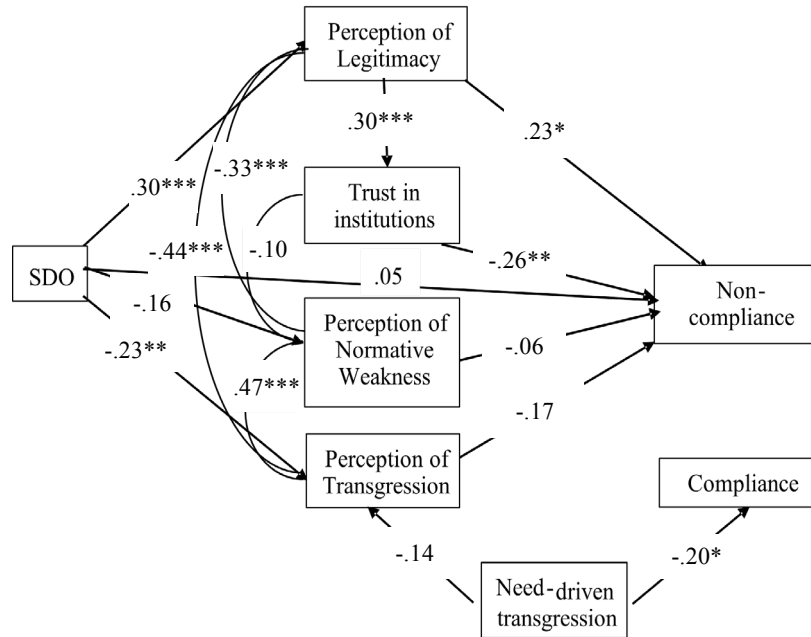 Perception of
Legitimacy
.30***
.23*
.30***
-.33***
Trust in
institutions
-.44***
-.10
-.26**
SDO
.05
Non-
compliance
-.16
Perception of
Normative
Weakness
-.06
-.23**
.47***
-.17
Perception of
Transgression
Compliance
-.14
-.20*
Need-driven
transgression